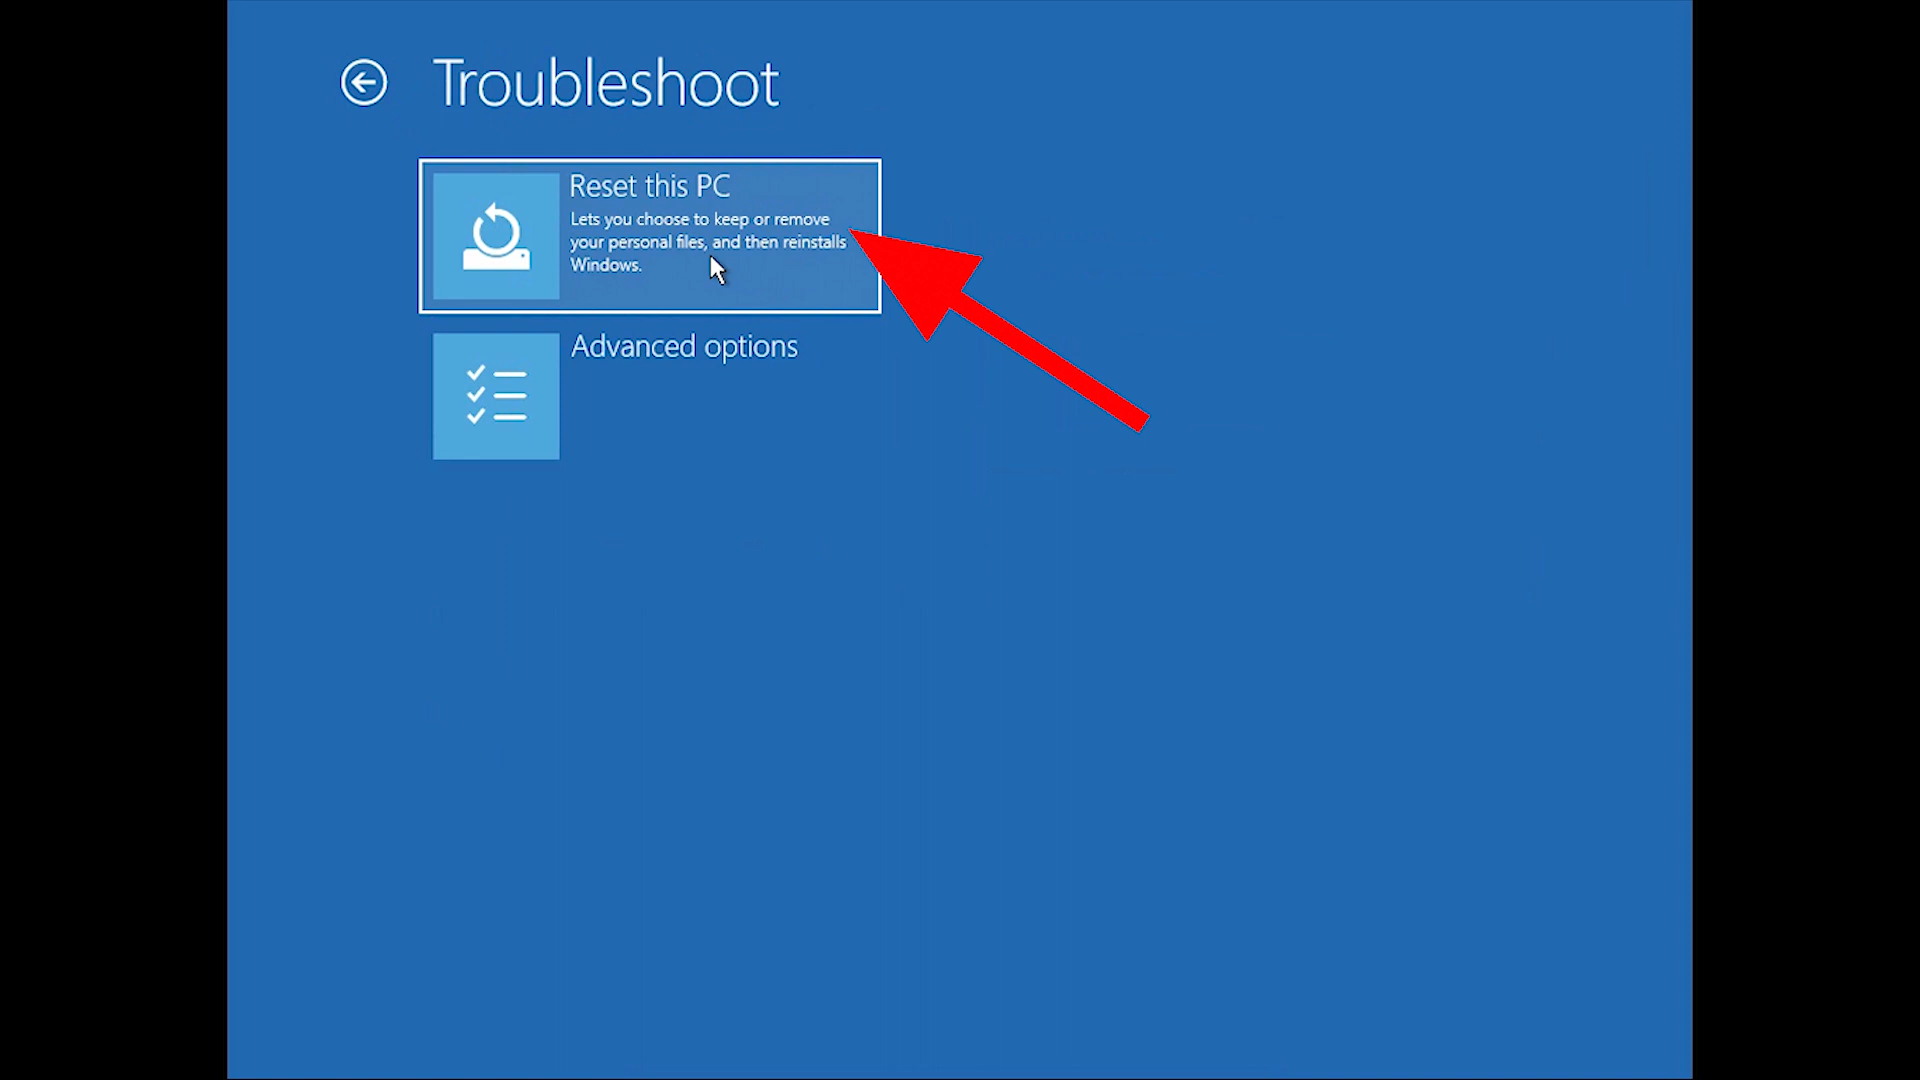 Troubleshoot
Reset this PC
Lets you choose to keep or remove
your personal files, and then reinstalls
Windows.
Advanced options